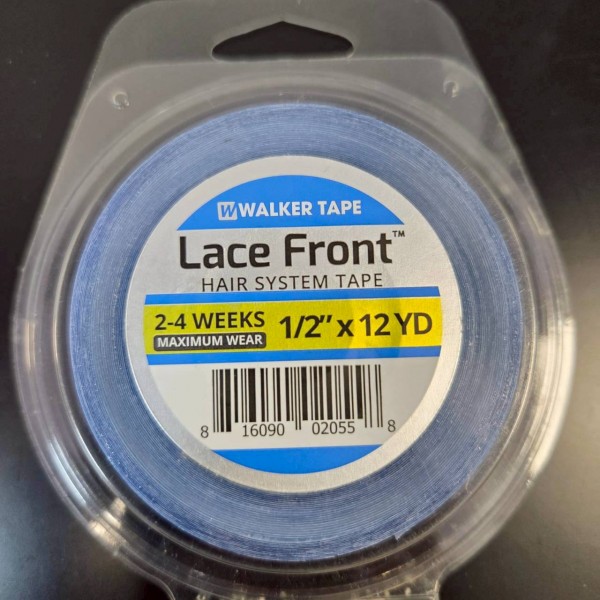 W WALKER TAPE
Lace Front™
HAIR SYSTEM TAPE
2-4 WEEKS
MAXIMUM WEAR
1/2" x 12 YD
8 16090 02055 8